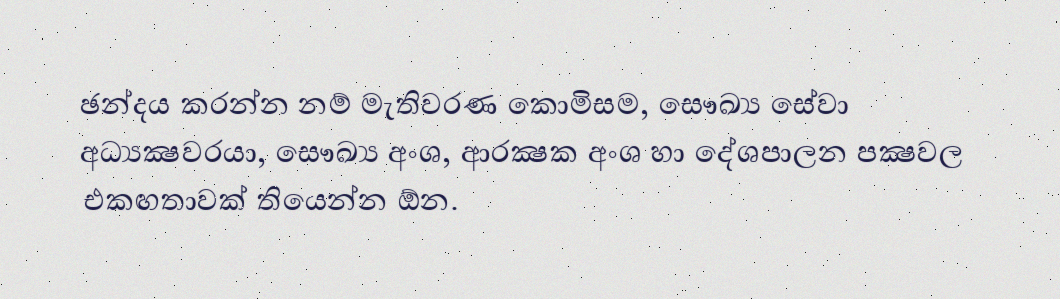 ඡන්දය කරන්න නම් මැතිවරණ කොමිසම, සෞඛ්‍ය සේවා
අධ්‍යක්‍ෂවරයා, සෞඛ්‍ය අංශ, ආරක්‍ෂක අංශ හා දේශපාලන පක්‍ෂවල
එකඟතාවක් තියෙන්න ඕන.